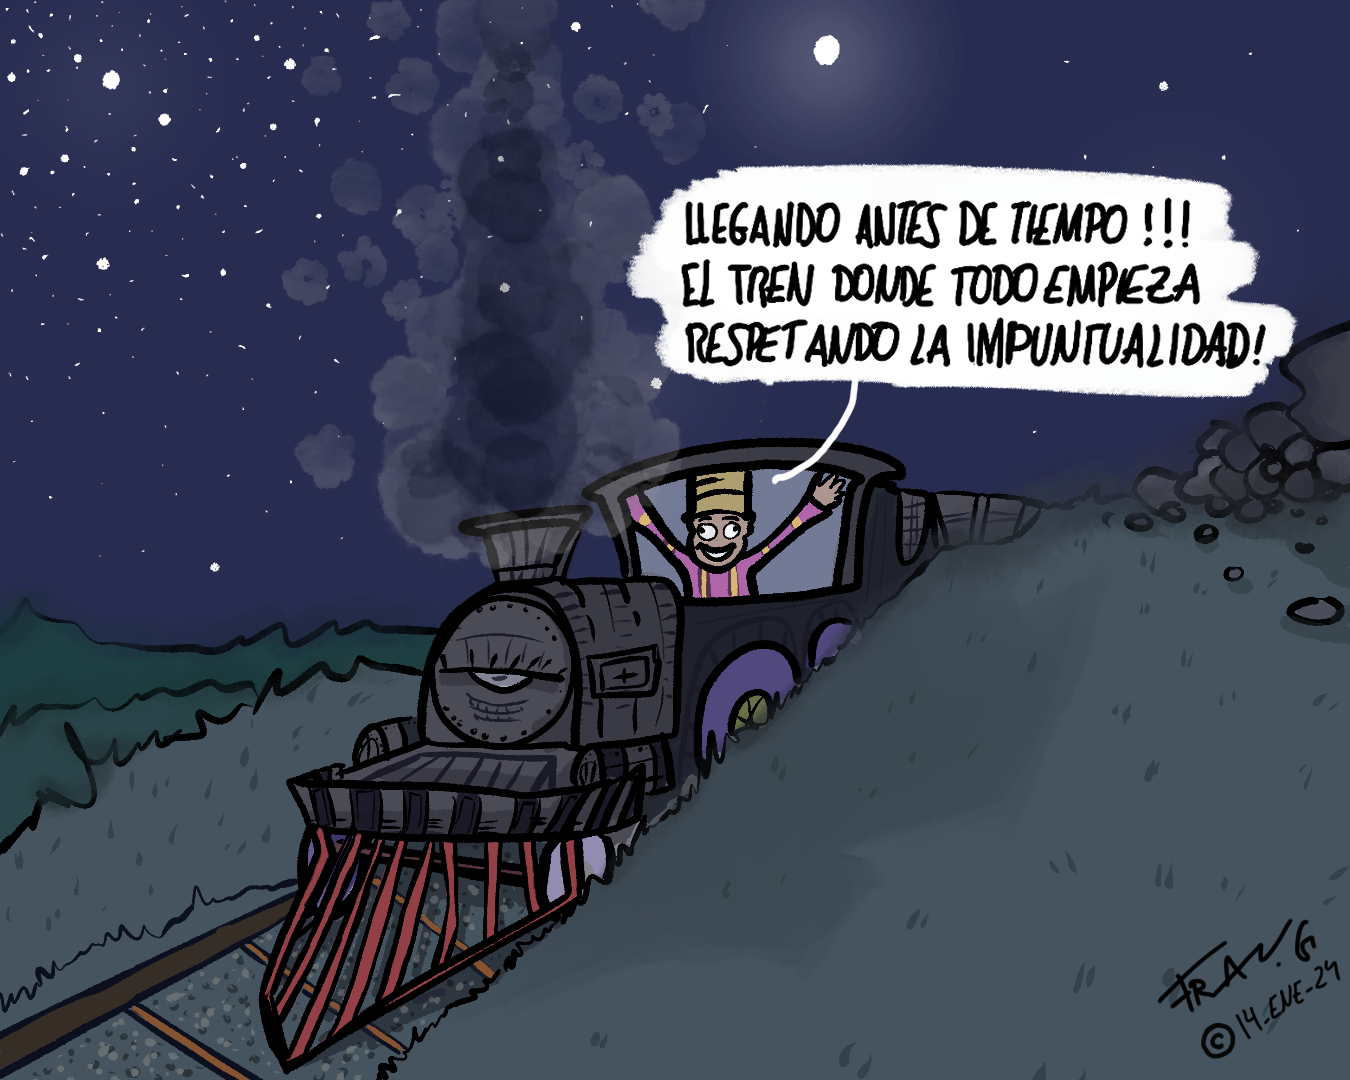 LLEGANDO ANTES DE TIEMPO !!!
EL TREN DONDE TODO EMPIEZA
RESPETANDO LA IMPUNTUALIDAD!
FRAN.G
© 14-ENE-24